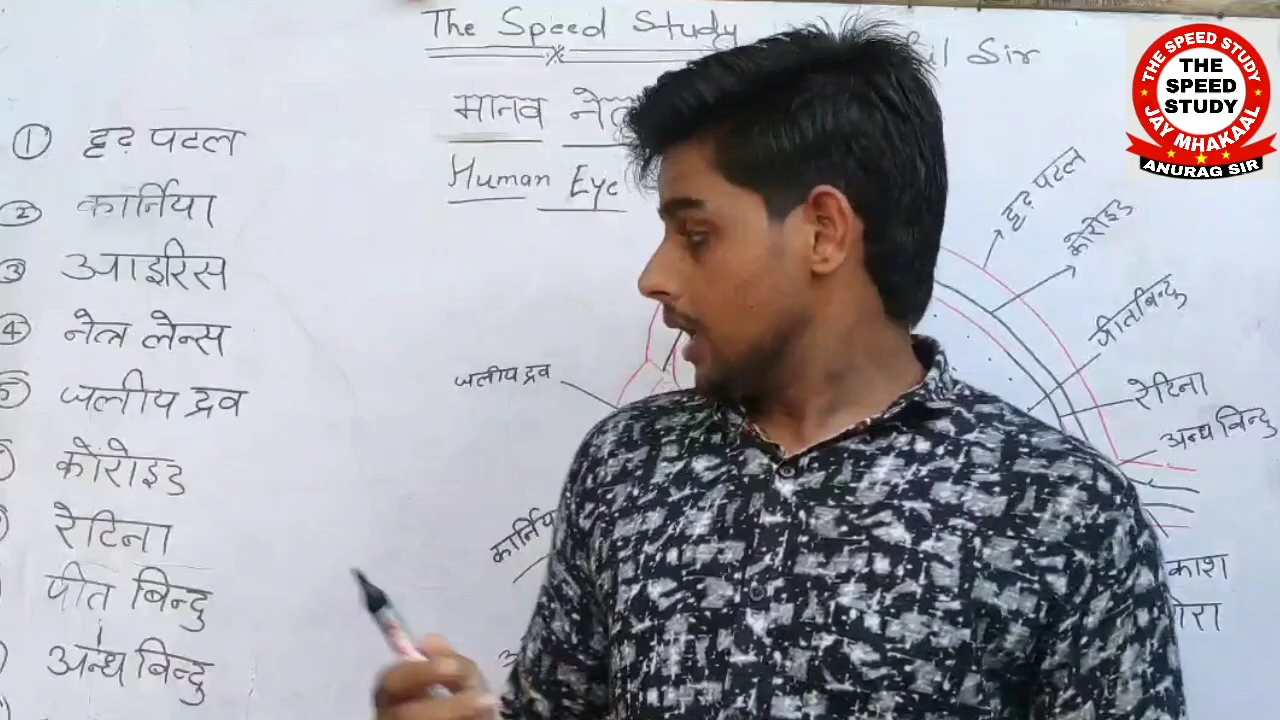 The Speed Study
Sir
मानव
Human Eye
① दृढ़ पटल
② कार्निया
③ आइरिस
④ नेत्र लेन्स
⑤ जलीय द्रव
कोरोइड
रेटिना
पीत बिन्दु
अन्ध बिन्दु
दृढ़ पटल
कोरोइड
पीतबिन्दु
रेटिना
अन्ध बिन्दु
जलीय द्रव
THE SPEED STUDY
THE
SPEED
STUDY
JAY MHAKAAL
ANURAG SIR